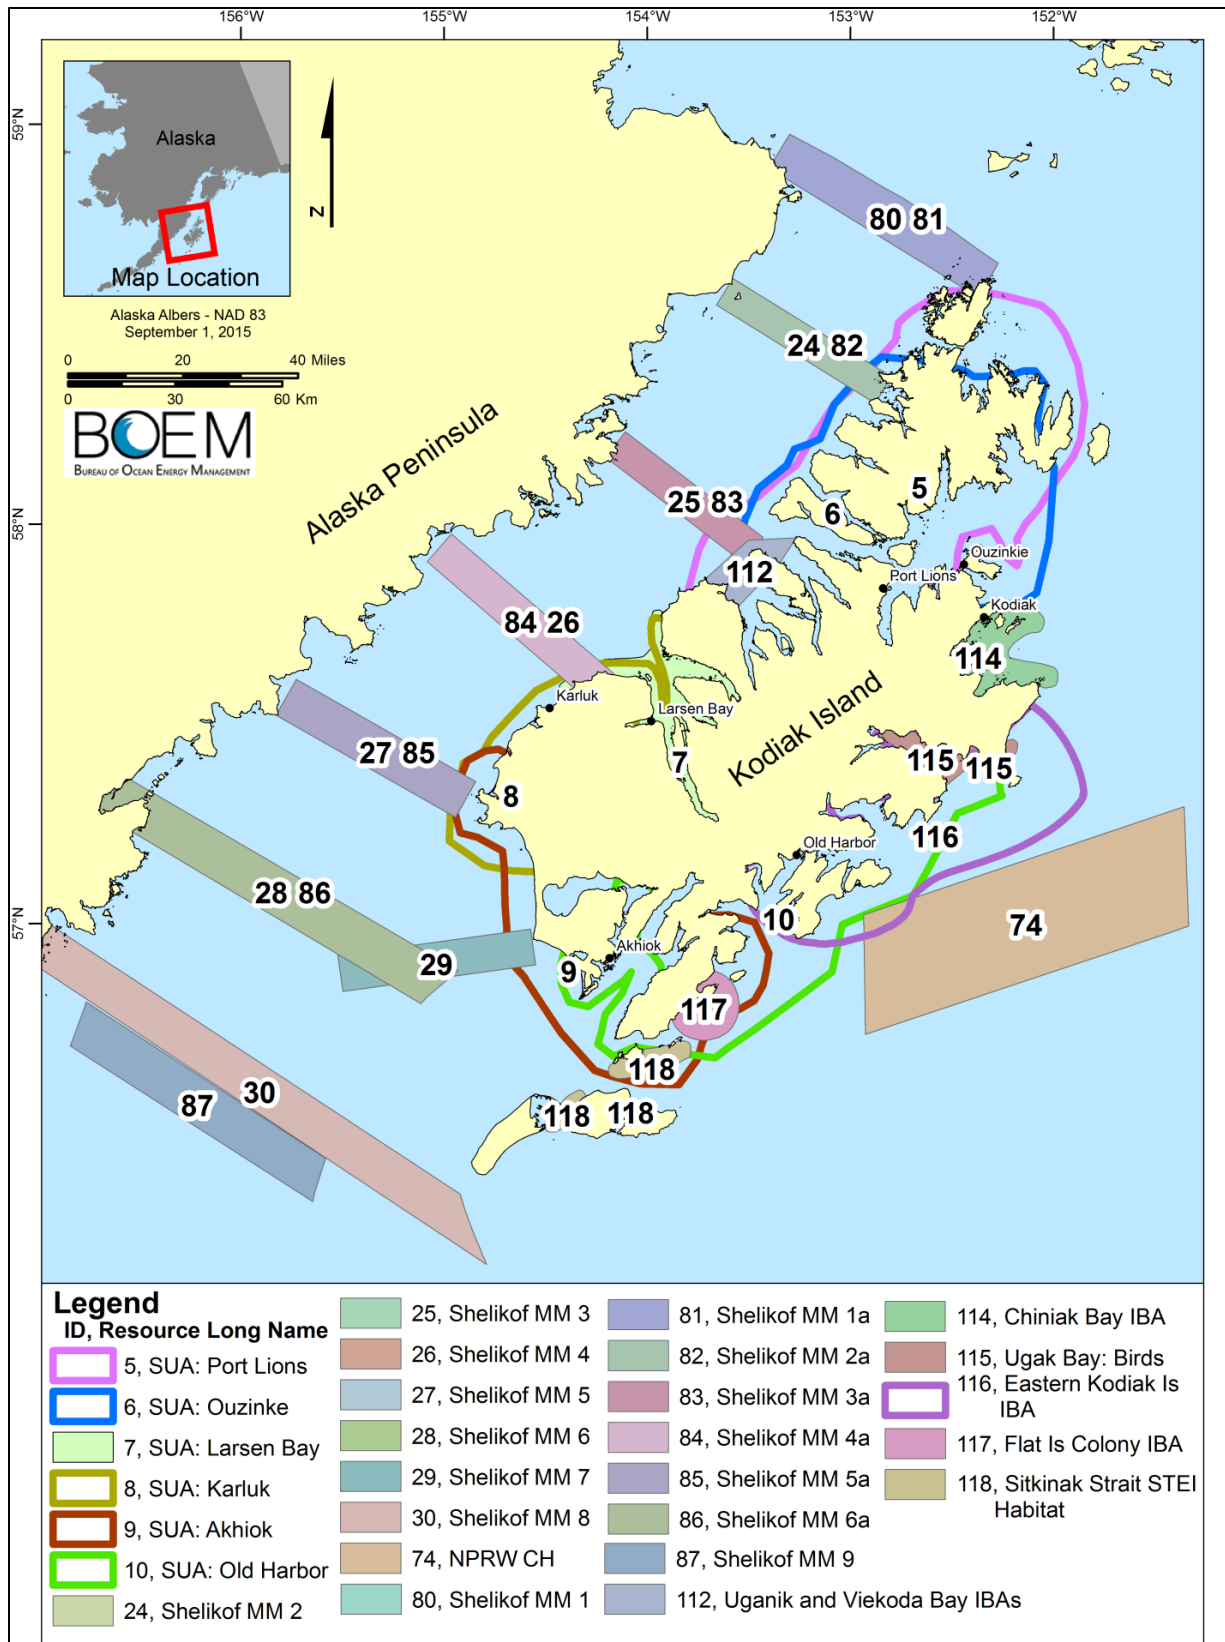 156°W 155°W 154°W 153°W 152°W
59°N
58°N
57°N
Alaska
Map Location
N
Alaska Albers - NAD 83
September 1, 2015
0 20 40 Miles
0 30 60 Km
BOEM
BUREAU OF OCEAN ENERGY MANAGEMENT
Alaska Peninsula
80 81
24 82
25 83
5
6
112
Ouzinkie
Port Lions
Kodiak
84 26
114
Karluk
Larsen Bay
Kodiak Island
27 85
7
8
115
115
116
Old Harbor
28 86
10
74
29
Akhiok
9
117
118
30
87
118
118
Legend
ID, Resource Long Name
5, SUA: Port Lions
6, SUA: Ouzinke
7, SUA: Larsen Bay
8, SUA: Karluk
9, SUA: Akhiok
10, SUA: Old Harbor
24, Shelikof MM 2
25, Shelikof MM 3
26, Shelikof MM 4
27, Shelikof MM 5
28, Shelikof MM 6
29, Shelikof MM 7
30, Shelikof MM 8
74, NPRW CH
80, Shelikof MM 1
81, Shelikof MM 1a
82, Shelikof MM 2a
83, Shelikof MM 3a
84, Shelikof MM 4a
85, Shelikof MM 5a
86, Shelikof MM 6a
87, Shelikof MM 9
112, Uganik and Viekoda Bay IBAs
114, Chiniak Bay IBA
115, Ugak Bay: Birds
116, Eastern Kodiak Is
IBA
117, Flat Is Colony IBA
118, Sitkinak Strait STEI
Habitat